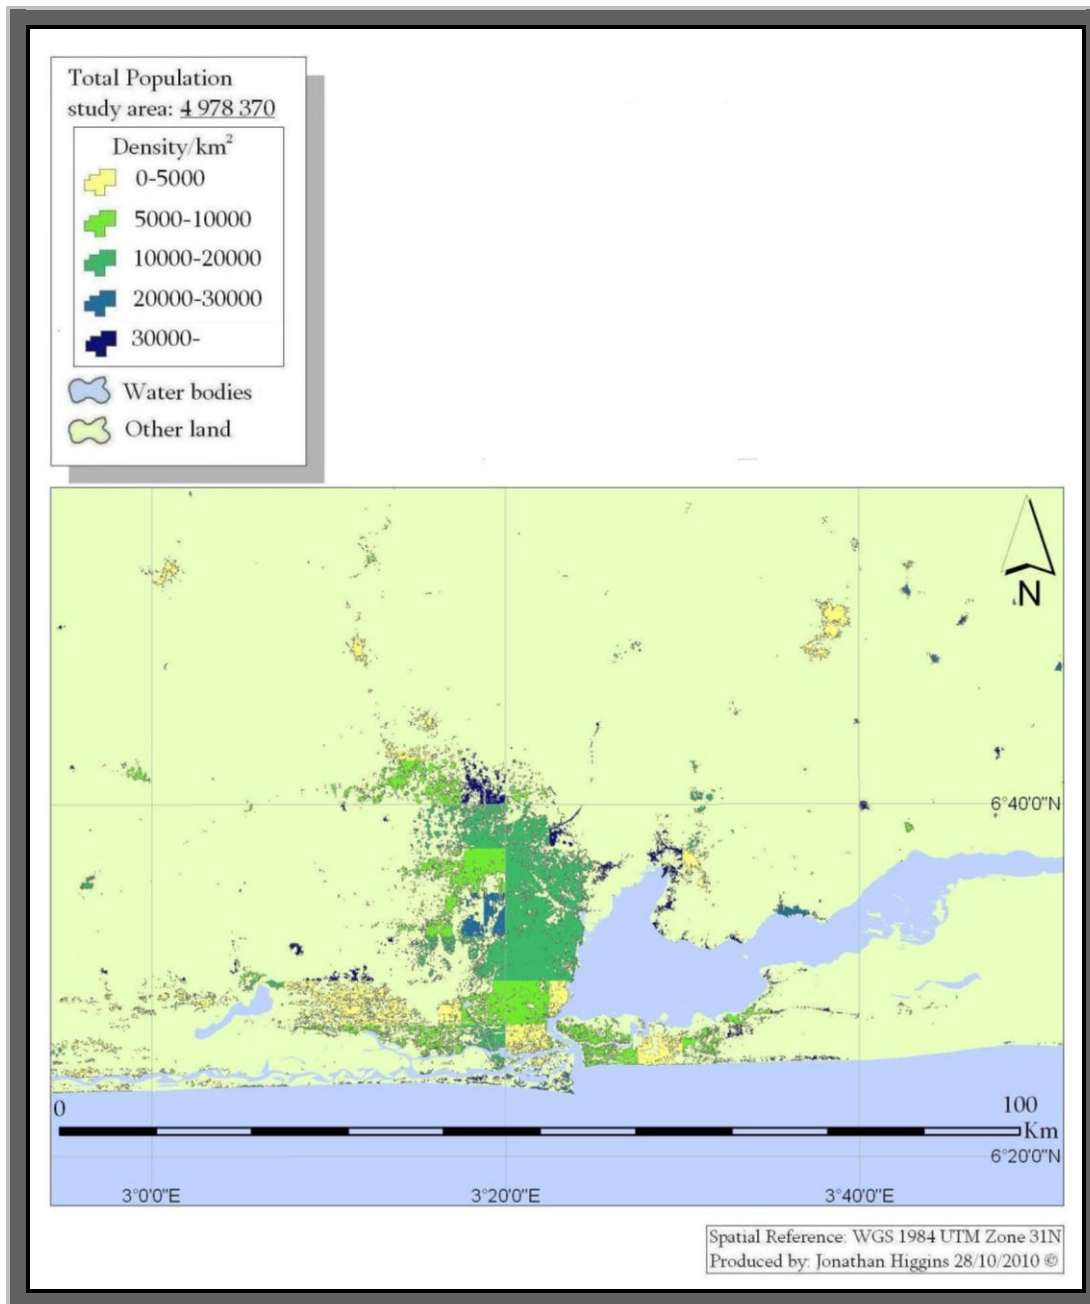 Total Population
study area: 4 978 370
Density/km²
0-5000
5000-10000
10000-20000
20000-30000
30000-
Water bodies
Other land
N
6°40'0"N
0
100
Km
6°20'0"N
3°0'0"E
3°20'0"E
3°40'0"E
Spatial Reference: WGS 1984 UTM Zone 31N
Produced by: Jonathan Higgins 28/10/2010 ©